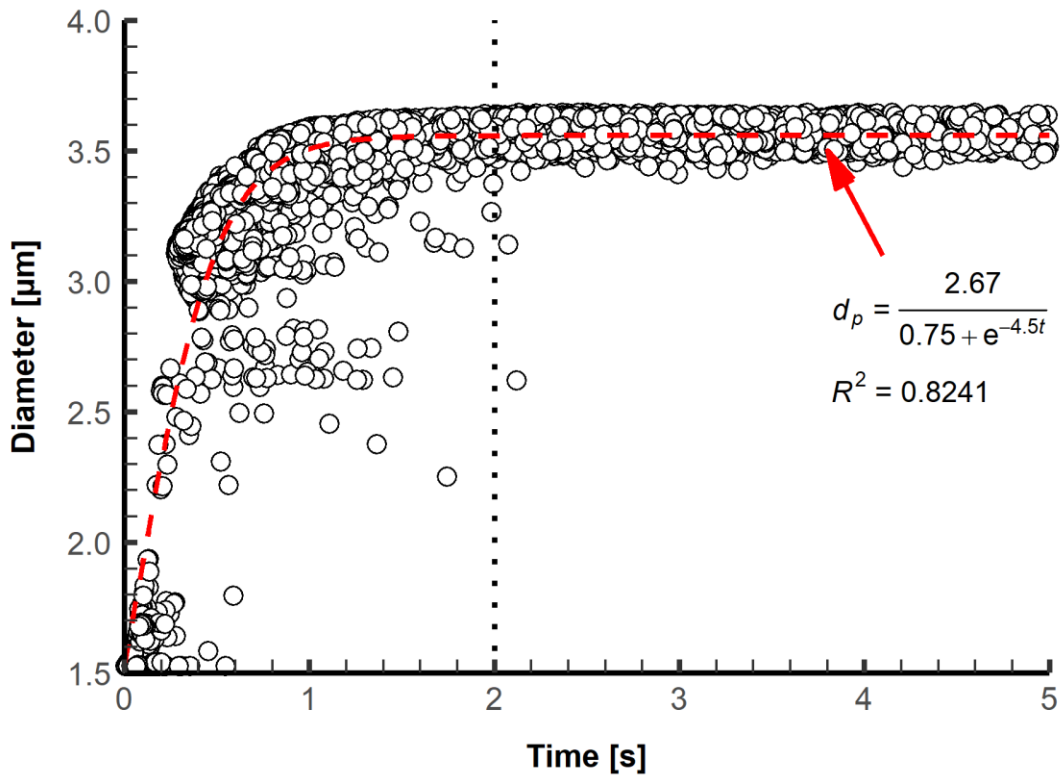 4.0
3.5
3.0
2.5
2.0
1.5
Diameter [µm]
0 1 2 3 4 5
Time [s]
d_p = 2.67 / (0.75 + e^{−4.5t})
R² = 0.8241